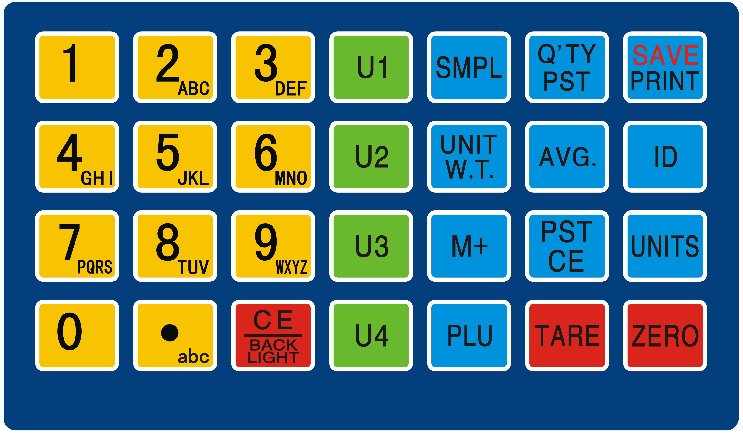 1
2 ABC
3 DEF
U1
SMPL
Q'TY
PST
SAVE
PRINT
4 GHI
5 JKL
6 MNO
U2
UNIT
W.T.
AVG.
ID
7 PQRS
8 TUV
9 WXYZ
U3
M+
PST
CE
UNITS
0
• abc
CE
BACK
LIGHT
U4
PLU
TARE
ZERO